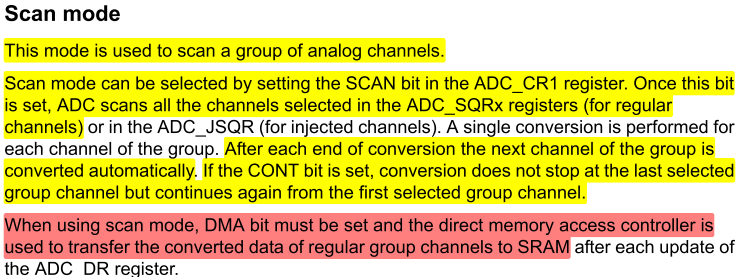 Scan mode
This mode is used to scan a group of analog channels.
Scan mode can be selected by setting the SCAN bit in the ADC_CR1 register. Once this bit
is set, ADC scans all the channels selected in the ADC_SQRx registers (for regular
channels) or in the ADC_JSQR (for injected channels). A single conversion is performed for
each channel of the group. After each end of conversion the next channel of the group is
converted automatically. If the CONT bit is set, conversion does not stop at the last selected
group channel but continues again from the first selected group channel.
When using scan mode, DMA bit must be set and the direct memory access controller is
used to transfer the converted data of regular group channels to SRAM after each update of
the ADC_DR register.